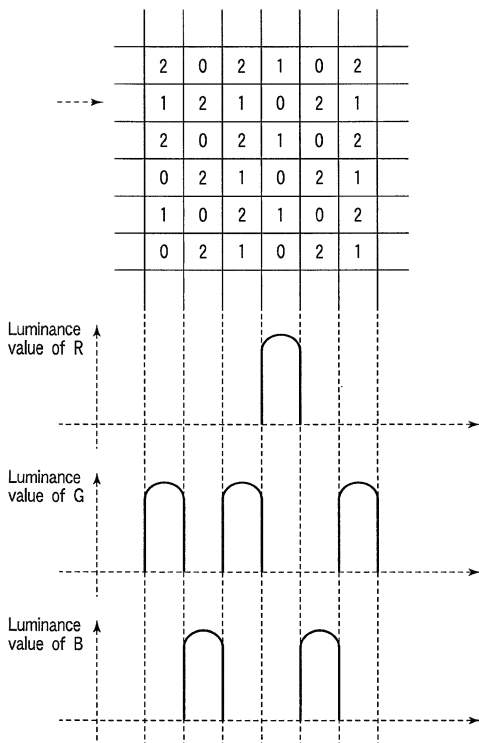 2 0 2 1 0 2
1 2 1 0 2 1
2 0 2 1 0 2
0 2 1 0 2 1
1 0 2 1 0 2
0 2 1 0 2 1
Luminance
value of R
Luminance
value of G
Luminance
value of B